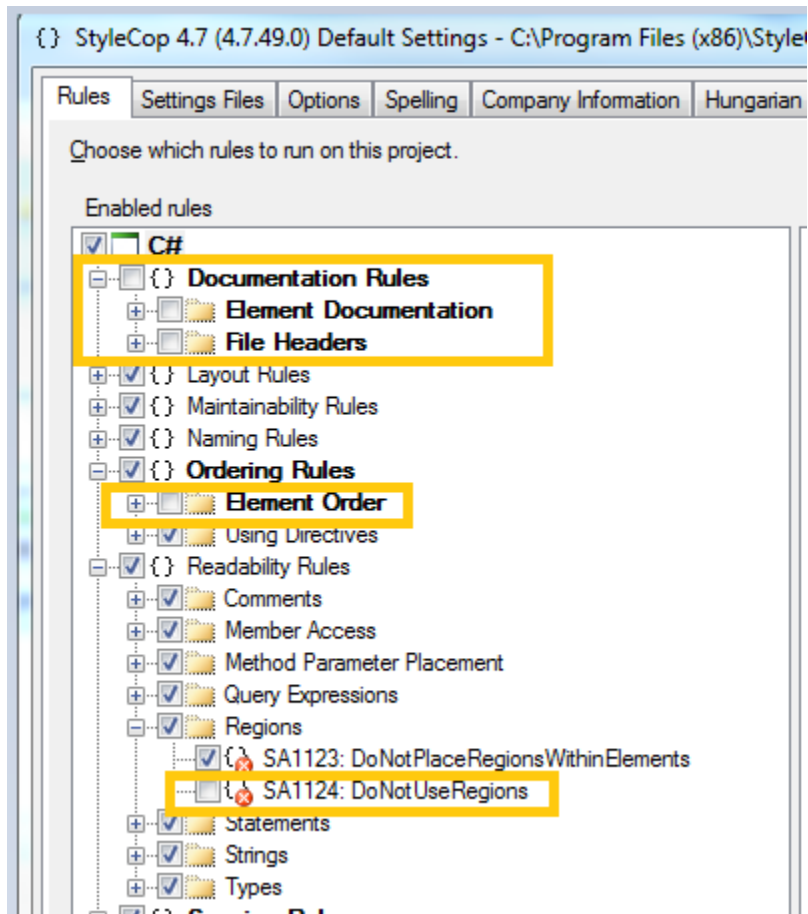 {} StyleCop 4.7 (4.7.49.0) Default Settings - C:\Program Files (x86)\Style
Rules Settings Files Options Spelling Company Information Hungarian
Choose which rules to run on this project.
Enabled rules
C#
{} Documentation Rules
Element Documentation
File Headers
{} Layout Rules
{} Maintainability Rules
{} Naming Rules
{} Ordering Rules
Element Order
Using Directives
{} Readability Rules
Comments
Member Access
Method Parameter Placement
Query Expressions
Regions
SA1123: DoNotPlaceRegionsWithinElements
SA1124: DoNotUseRegions
Statements
Strings
Types